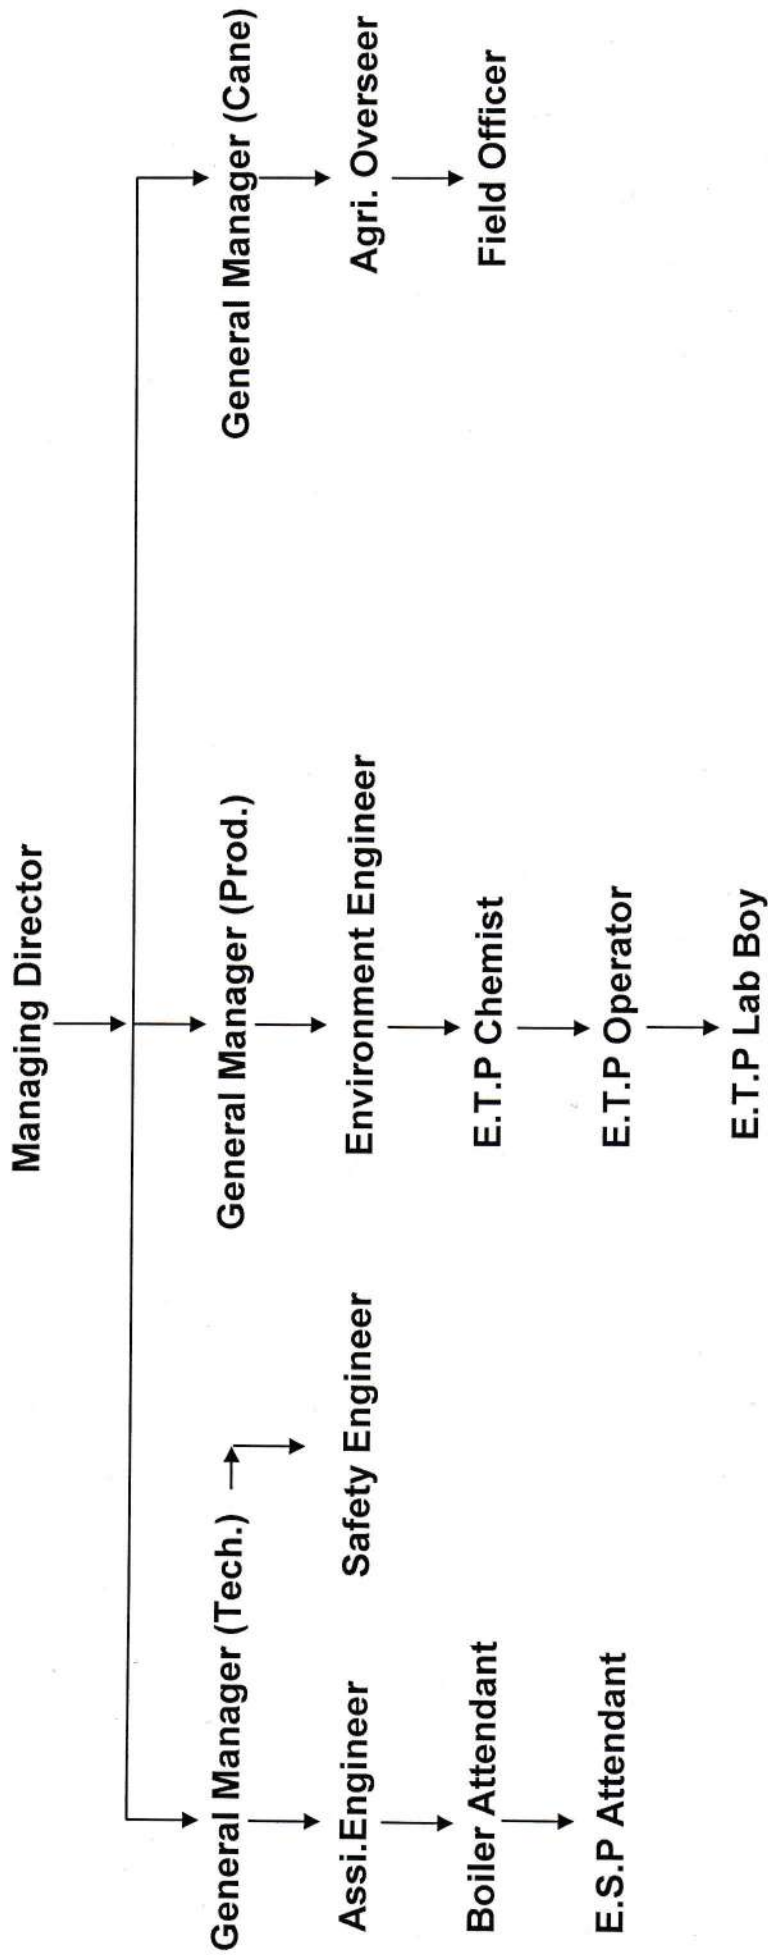 Managing Director
General Manager (Tech.)
General Manager (Prod.)
General Manager (Cane)
Assi.Engineer
Safety Engineer
Environment Engineer
Agri. Overseer
Boiler Attendant
E.T.P Chemist
Field Officer
E.S.P Attendant
E.T.P Operator
E.T.P Lab Boy